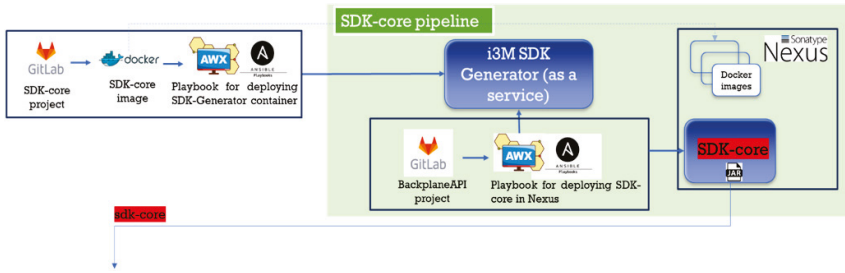 SDK-core pipeline
GitLab
docker
AWX
ANSIBLE
Playbooks
SDK-core
project
SDK-core
image
Playbook for deploying
SDK-Generator container
i3M SDK
Generator (as a
service)
sonatype
Nexus
Docker
images
GitLab
AWX
ANSIBLE
Playbooks
BackplaneAPI
project
Playbook for deploying SDK-
core in Nexus
SDK-core
JAR
sdk-core